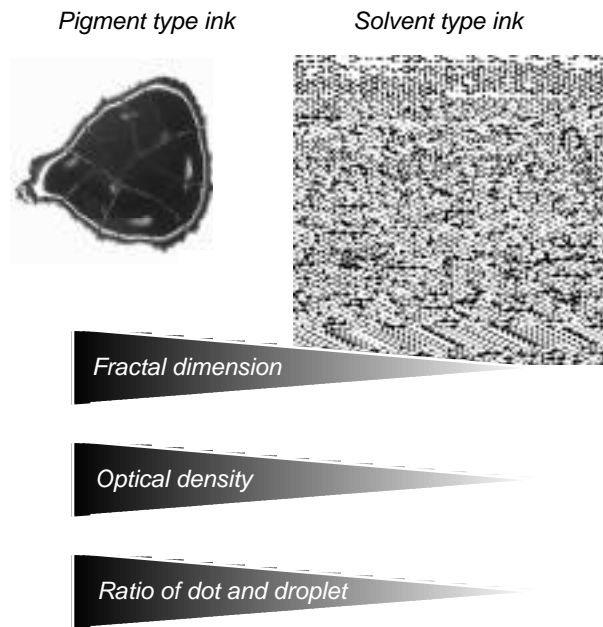 Pigment type ink
Solvent type ink
Fractal dimension
Optical density
Ratio of dot and droplet